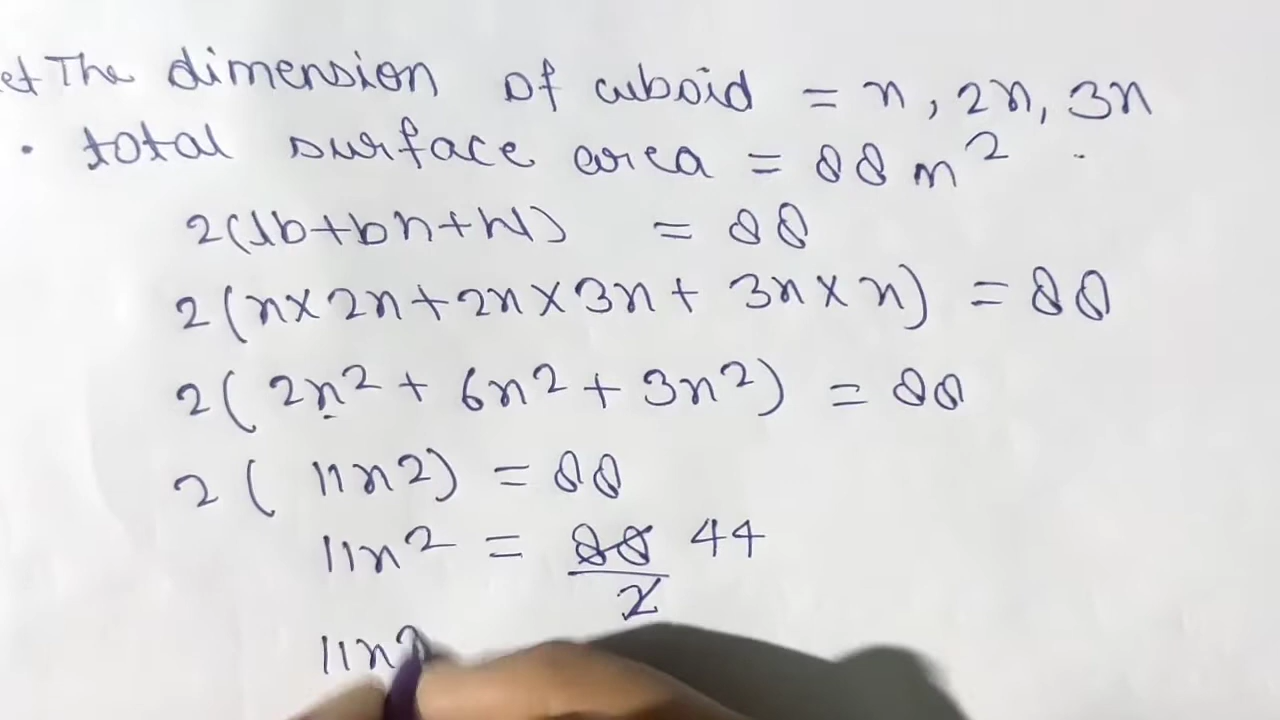 et The dimension of cuboid = x, 2x, 3x
• total surface area = 88 m²
2(lb+bh+hl) = 88
2(x×2x+2x×3x+3x×x) = 88
2(2x²+6x²+3x²) = 88
2(11x2) = 88
11x² = 88/2 44
11x²